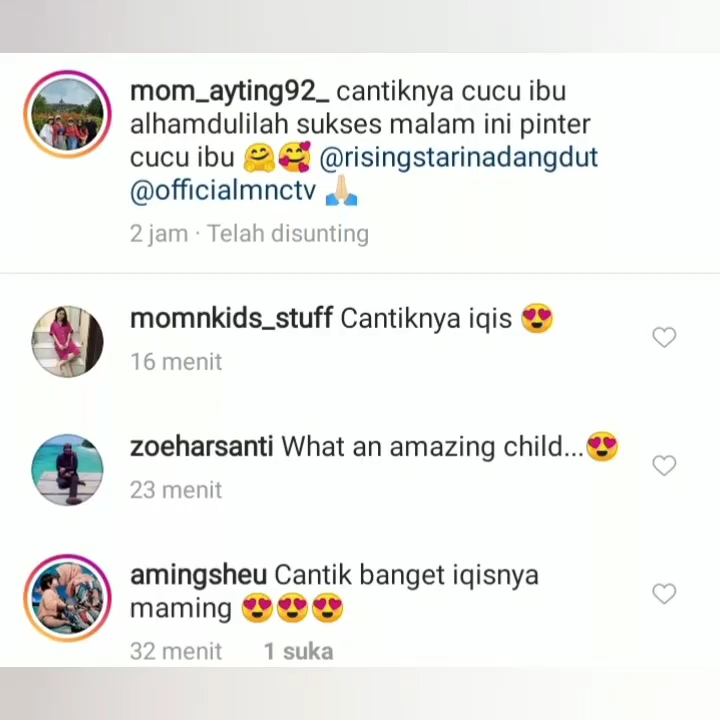 mom_ayting92_ cantiknya cucu ibu
alhamdulilah sukses malam ini pinter
cucu ibu 🤗🥰 @risingstarinadangdut
@officialmnctv 🙏🏻
2 jam · Telah disunting
momnkids_stuff Cantiknya iqis 😍
16 menit
zoeharsanti What an amazing child...😍
23 menit
amingsheu Cantik banget iqisnya
maming 😍😍😍
32 menit 1 suka